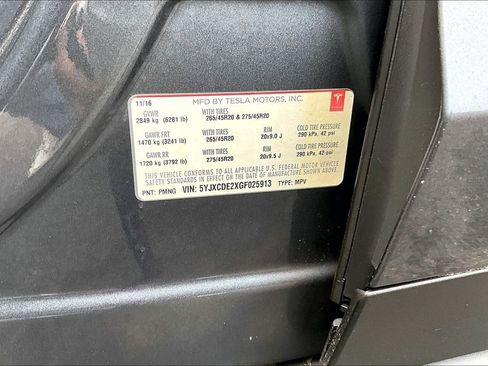 11/16 MFD BY TESLA MOTORS, INC.
GVWR WITH TIRES
2849 kg (6281 lb) 265/45R20 & 275/45R20
GAWR FRT WITH TIRES RIM COLD TIRE PRESSURE
1470 kg (3241 lb) 265/45R20 20x9.0 J 290 kPa, 42 psi
GAWR RR WITH TIRES RIM COLD TIRE PRESSURE
1720 kg (3792 lb) 275/45R20 20x9.5 J 290 kPa, 42 psi
THIS VEHICLE CONFORMS TO ALL APPLICABLE U.S. FEDERAL MOTOR VEHICLE
SAFETY STANDARDS IN EFFECT ON THE DATE OF MANUFACTURE SHOWN ABOVE.
PNT: PMNG VIN: 5YJXCDE2XGF025913 TYPE: MPV